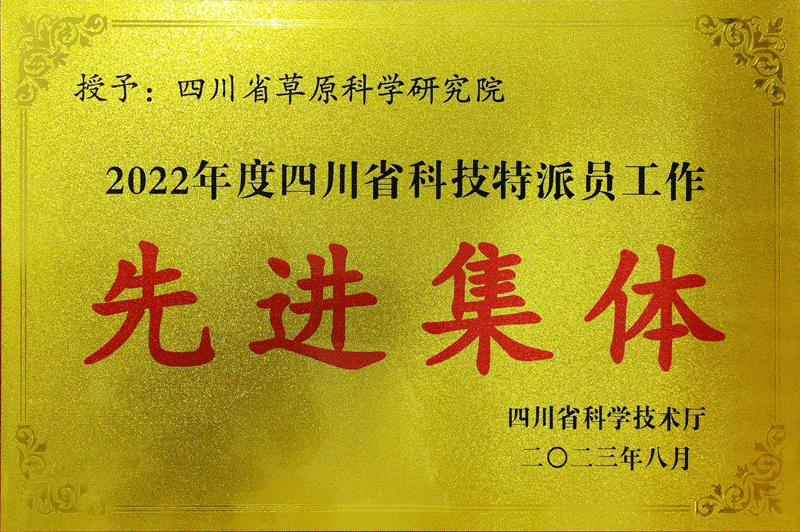 授予：四川省草原科学研究院
2022年度四川省科技特派员工作
先进集体
四川省科学技术厅
二〇二三年八月